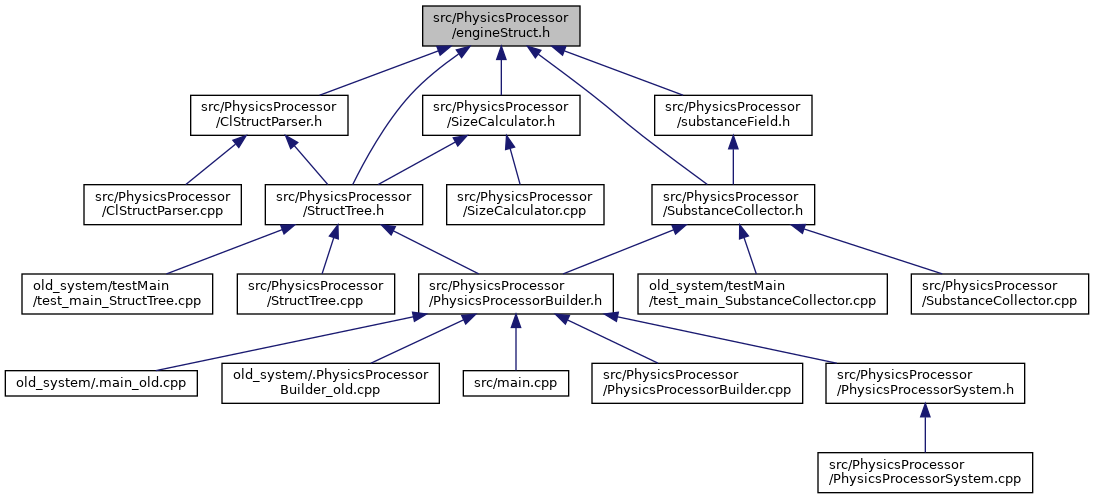 src/PhysicsProcessor
/engineStruct.h
src/PhysicsProcessor
/ClStructParser.h
src/PhysicsProcessor
/SizeCalculator.h
src/PhysicsProcessor
/substanceField.h
src/PhysicsProcessor
/ClStructParser.cpp
src/PhysicsProcessor
/StructTree.h
src/PhysicsProcessor
/SizeCalculator.cpp
src/PhysicsProcessor
/SubstanceCollector.h
old_system/testMain
/test_main_StructTree.cpp
src/PhysicsProcessor
/StructTree.cpp
src/PhysicsProcessor
/PhysicsProcessorBuilder.h
old_system/testMain
/test_main_SubstanceCollector.cpp
src/PhysicsProcessor
/SubstanceCollector.cpp
old_system/.main_old.cpp
old_system/.PhysicsProcessor
Builder_old.cpp
src/main.cpp
src/PhysicsProcessor
/PhysicsProcessorBuilder.cpp
src/PhysicsProcessor
/PhysicsProcessorSystem.h
src/PhysicsProcessor
/PhysicsProcessorSystem.cpp